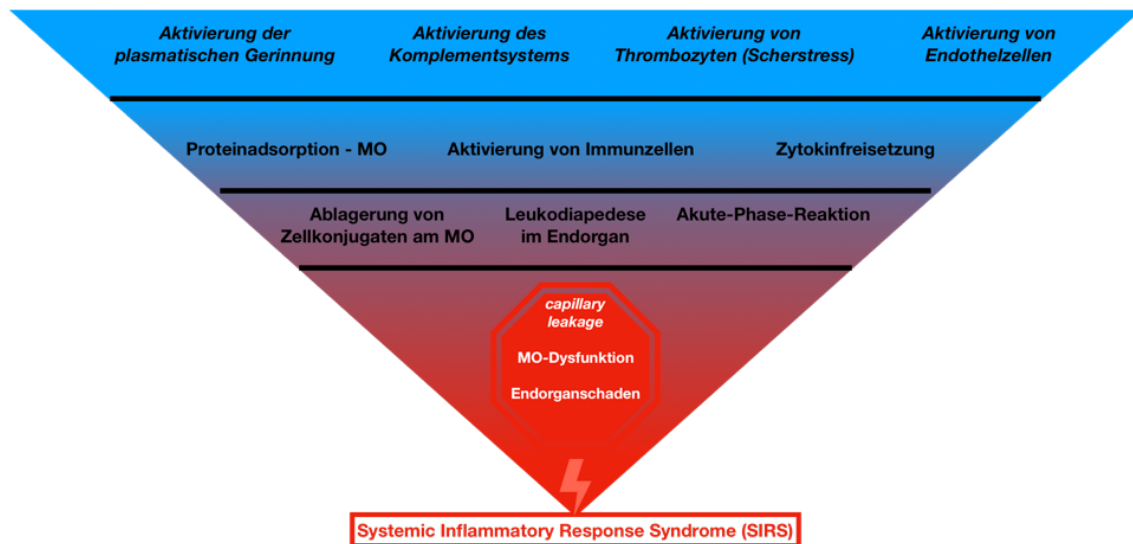 Aktivierung der
plasmatischen Gerinnung
Aktivierung des
Komplementsystems
Aktivierung von
Thrombozyten (Scherstress)
Aktivierung von
Endothelzellen
Proteinadsorption - MO
Aktivierung von Immunzellen
Zytokinfreisetzung
Ablagerung von
Zellkonjugaten am MO
Leukodiapedese
im Endorgan
Akute-Phase-Reaktion
capillary
leakage
MO-Dysfunktion
Endorganschaden
Systemic Inflammatory Response Syndrome (SIRS)